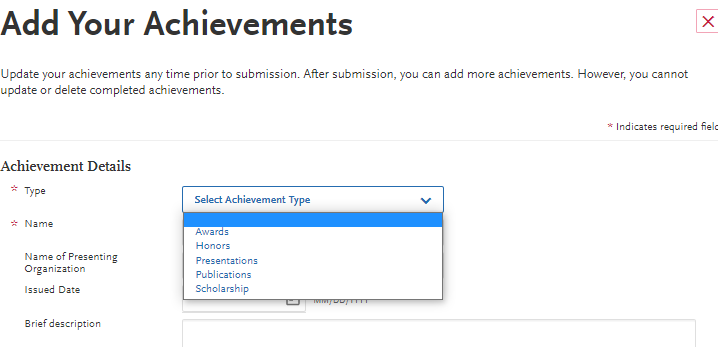 Add Your Achievements
Update your achievements any time prior to submission. After submission, you can add more achievements. However, you cannot
update or delete completed achievements.
* Indicates required field
Achievement Details
* Type
Select Achievement Type
Awards
Honors
Presentations
Publications
Scholarship
* Name
Name of Presenting
Organization
Issued Date
MM/DD/YYYY
Brief description